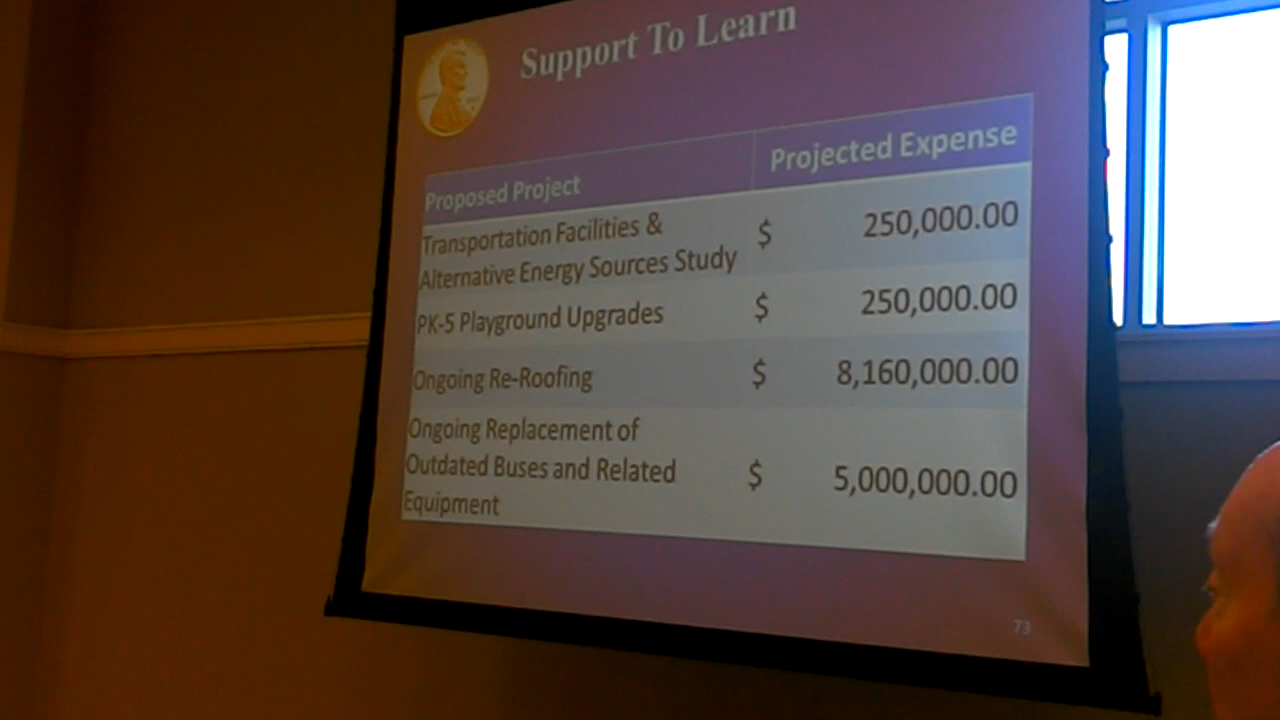 Support To Learn
Proposed Project Projected Expense
Transportation Facilities &
Alternative Energy Sources Study $ 250,000.00
PK-5 Playground Upgrades $ 250,000.00
Ongoing Re-Roofing $ 8,160,000.00
Ongoing Replacement of
Outdated Buses and Related $ 5,000,000.00
Equipment
73